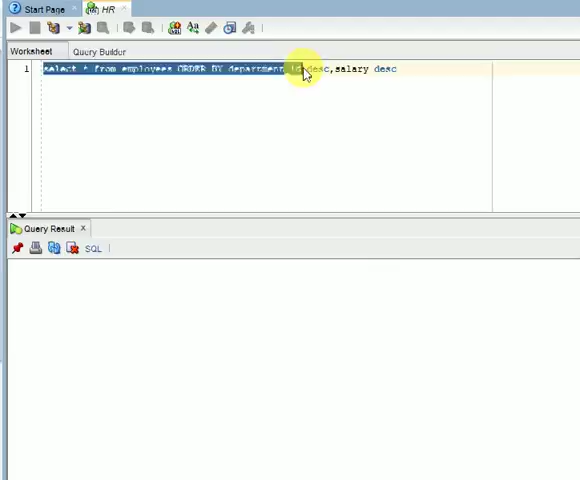 Start Page
HR
Worksheet
Query Builder
1
select * from employees ORDER BY department id desc,salary desc
Query Result
SQL